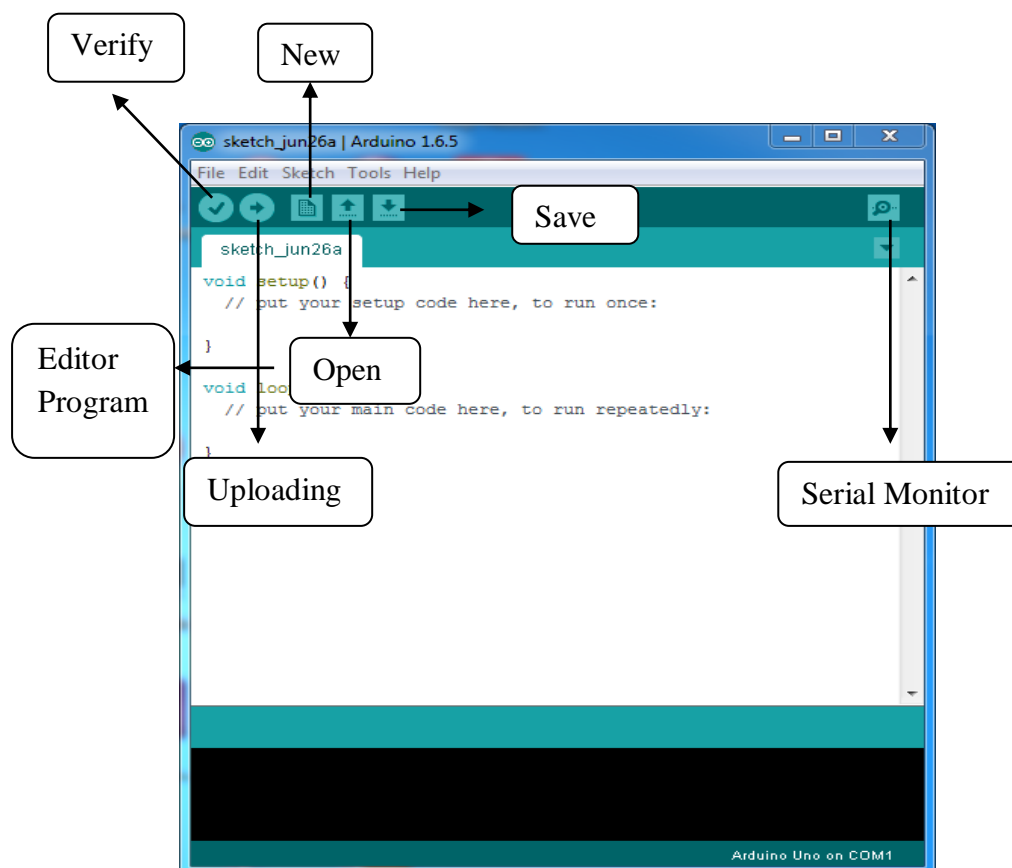 Verify
New
sketch_jun26a | Arduino 1.6.5
File Edit Sketch Tools Help
Save
sketch_jun26a
void setup() {
// put your setup code here, to run once:
}
Editor
Program
Open
void loo
// put your main code here, to run repeatedly:
}
Uploading
Serial Monitor
Arduino Uno on COM1